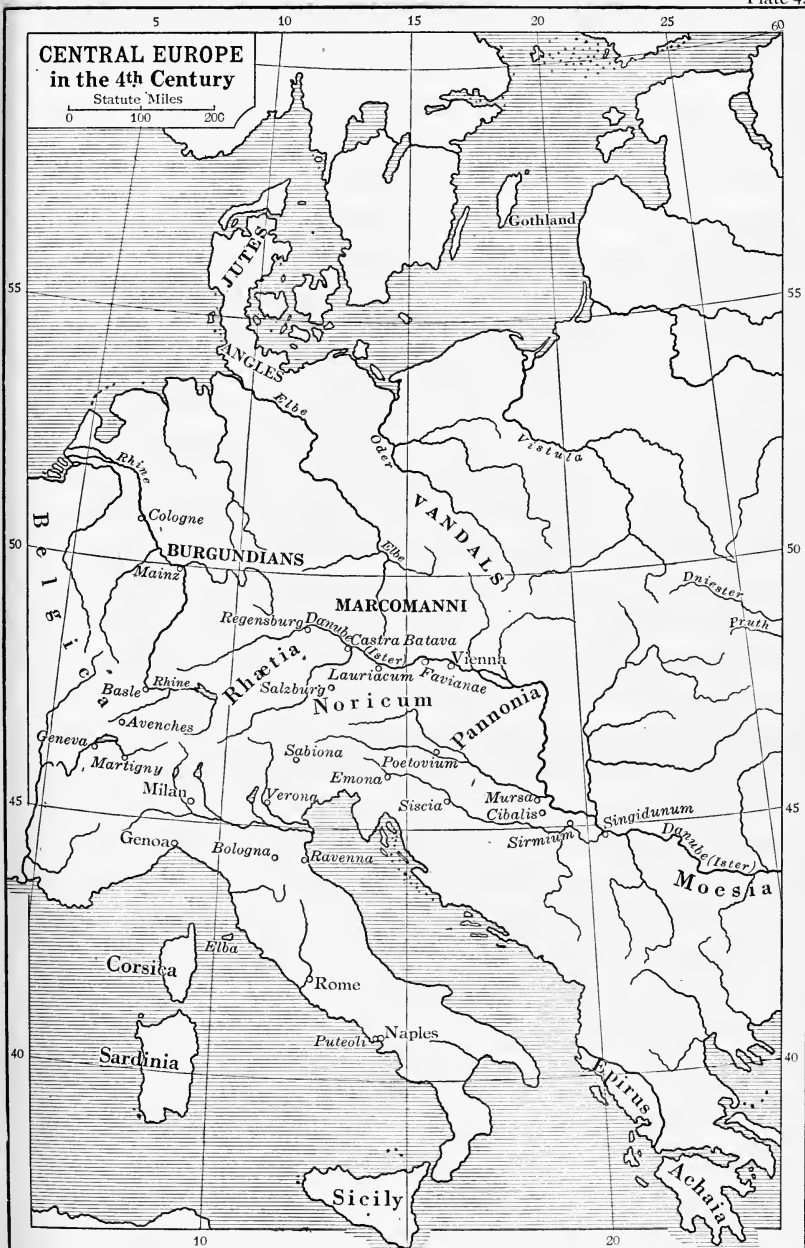 Plate 4
5
10
15
20
25
60
CENTRAL EUROPE
in the 4th Century
Statute Miles
0 100 200
Gothland
JUTES
55
55
ANGLES
Elbe
Oder
Vistula
Rhine
VANDALS
Cologne
Belgica
50
BURGUNDIANS
Elbe
50
Mainz
Dniester
MARCOMANNI
Pruth
Regensburg
Danube
(Ister)
Castra Batava
Vienna
Rhætia
Lauriacum
Favianae
Basle
Rhine
Salzburg
Noricum
Pannonia
Avenches
Geneva
Martigny
Sabiona
Poetovium
Emona
Milan
Verona
Siscia
Mursa
Cibalis
45
45
Sirmium
Singidunum
Danube (Ister)
Genoa
Bologna
Ravenna
Moesia
Elba
Corsica
Rome
Puteoli
Naples
40
40
Sardinia
Epirus
Achaia
Sicily
10
20